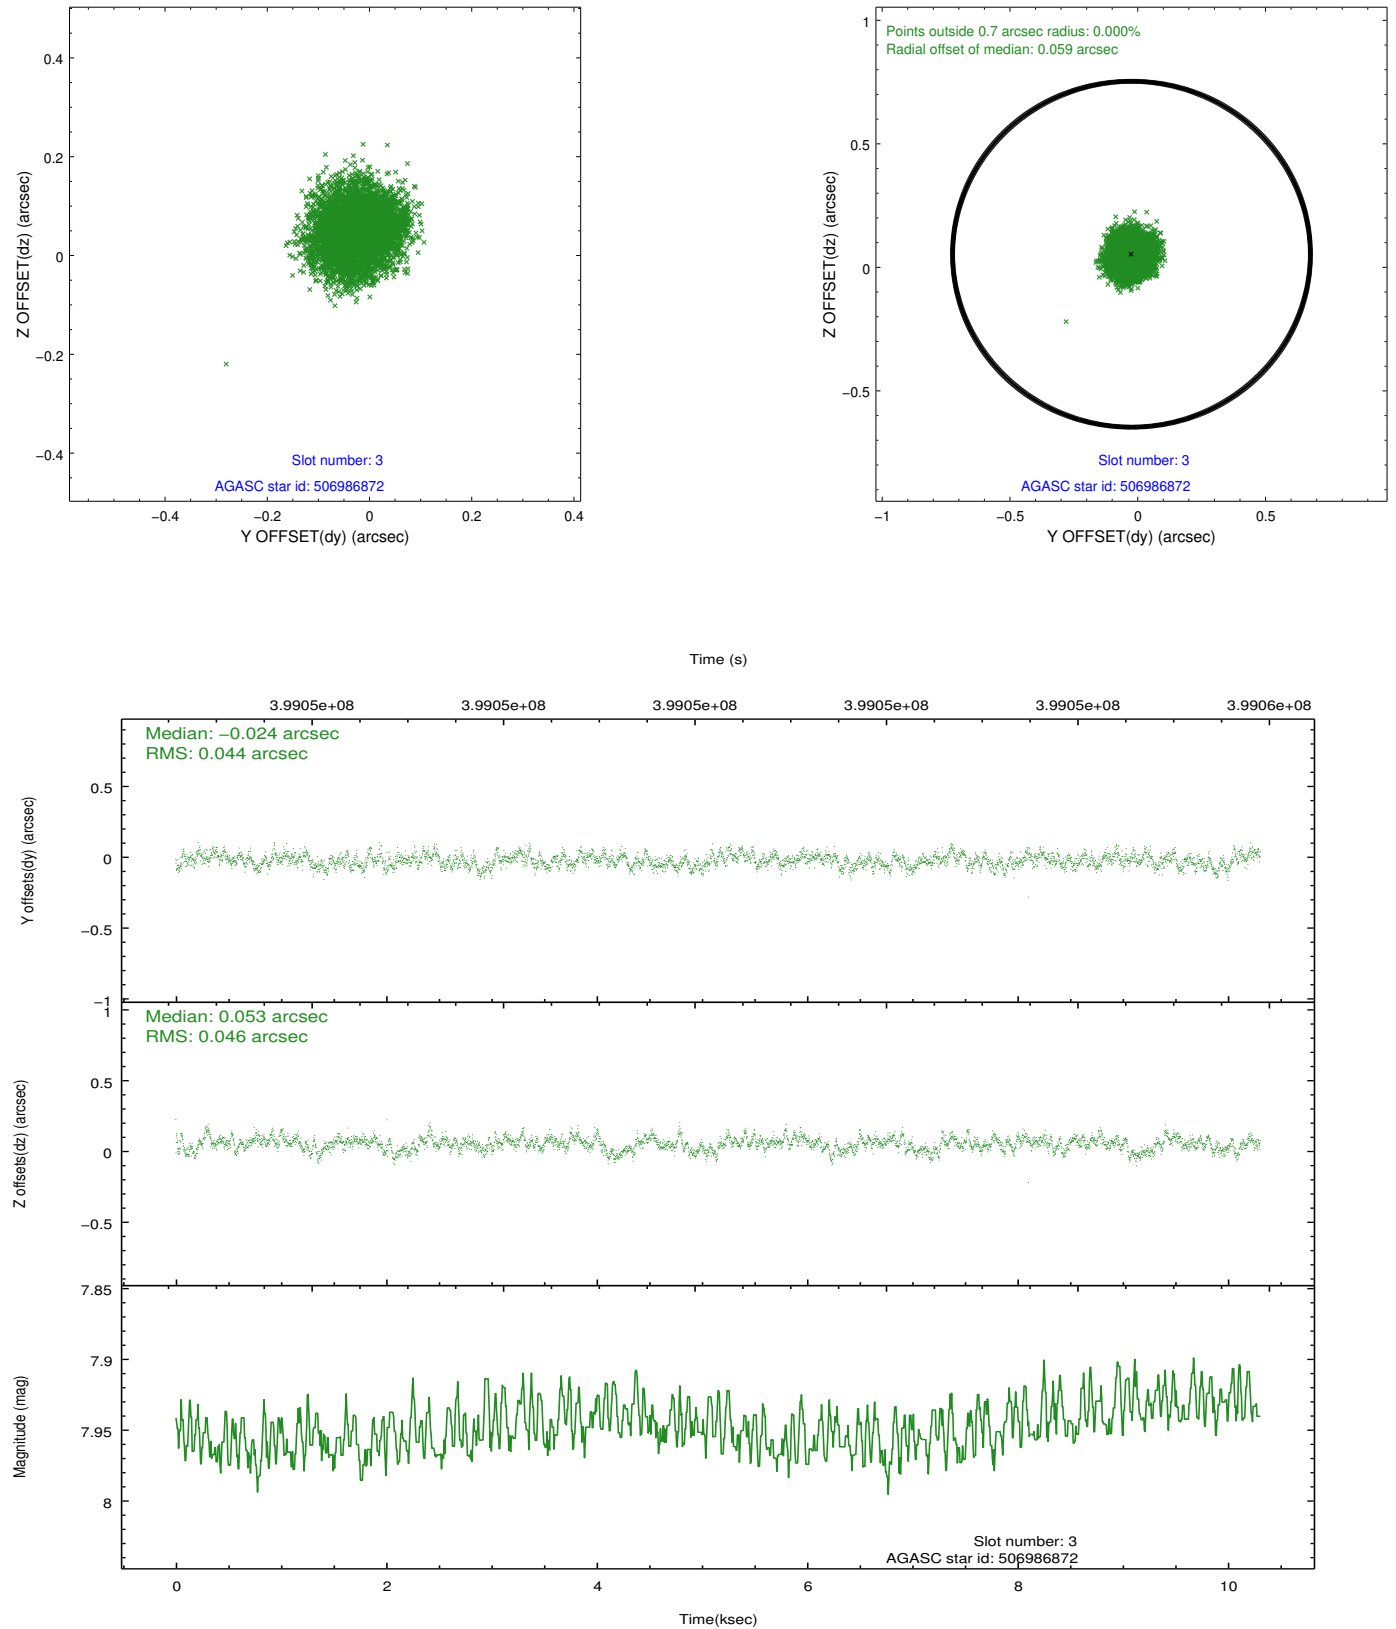 0.4
0.2
0
−0.2
−0.4
Z OFFSET(dz) (arcsec)
Slot number: 3
AGASC star id: 506986872
−0.4 −0.2 0 0.2 0.4
Y OFFSET(dy) (arcsec)
Points outside 0.7 arcsec radius: 0.000%
Radial offset of median: 0.059 arcsec
1
0.5
0
−0.5
Z OFFSET(dz) (arcsec)
Slot number: 3
AGASC star id: 506986872
−1 −0.5 0 0.5
Y OFFSET(dy) (arcsec)
Time (s)
3.9905e+08 3.9905e+08 3.9905e+08 3.9905e+08 3.9905e+08 3.9906e+08
Median: −0.024 arcsec
RMS: 0.044 arcsec
0.5
0
−0.5
−1
Y offsets(dy) (arcsec)
Median: 0.053 arcsec
RMS: 0.046 arcsec
1
0.5
0
−0.5
Z offsets(dz) (arcsec)
7.85
7.9
7.95
8
Magnitude (mag)
Slot number: 3
AGASC star id: 506986872
0 2 4 6 8 10
Time(ksec)